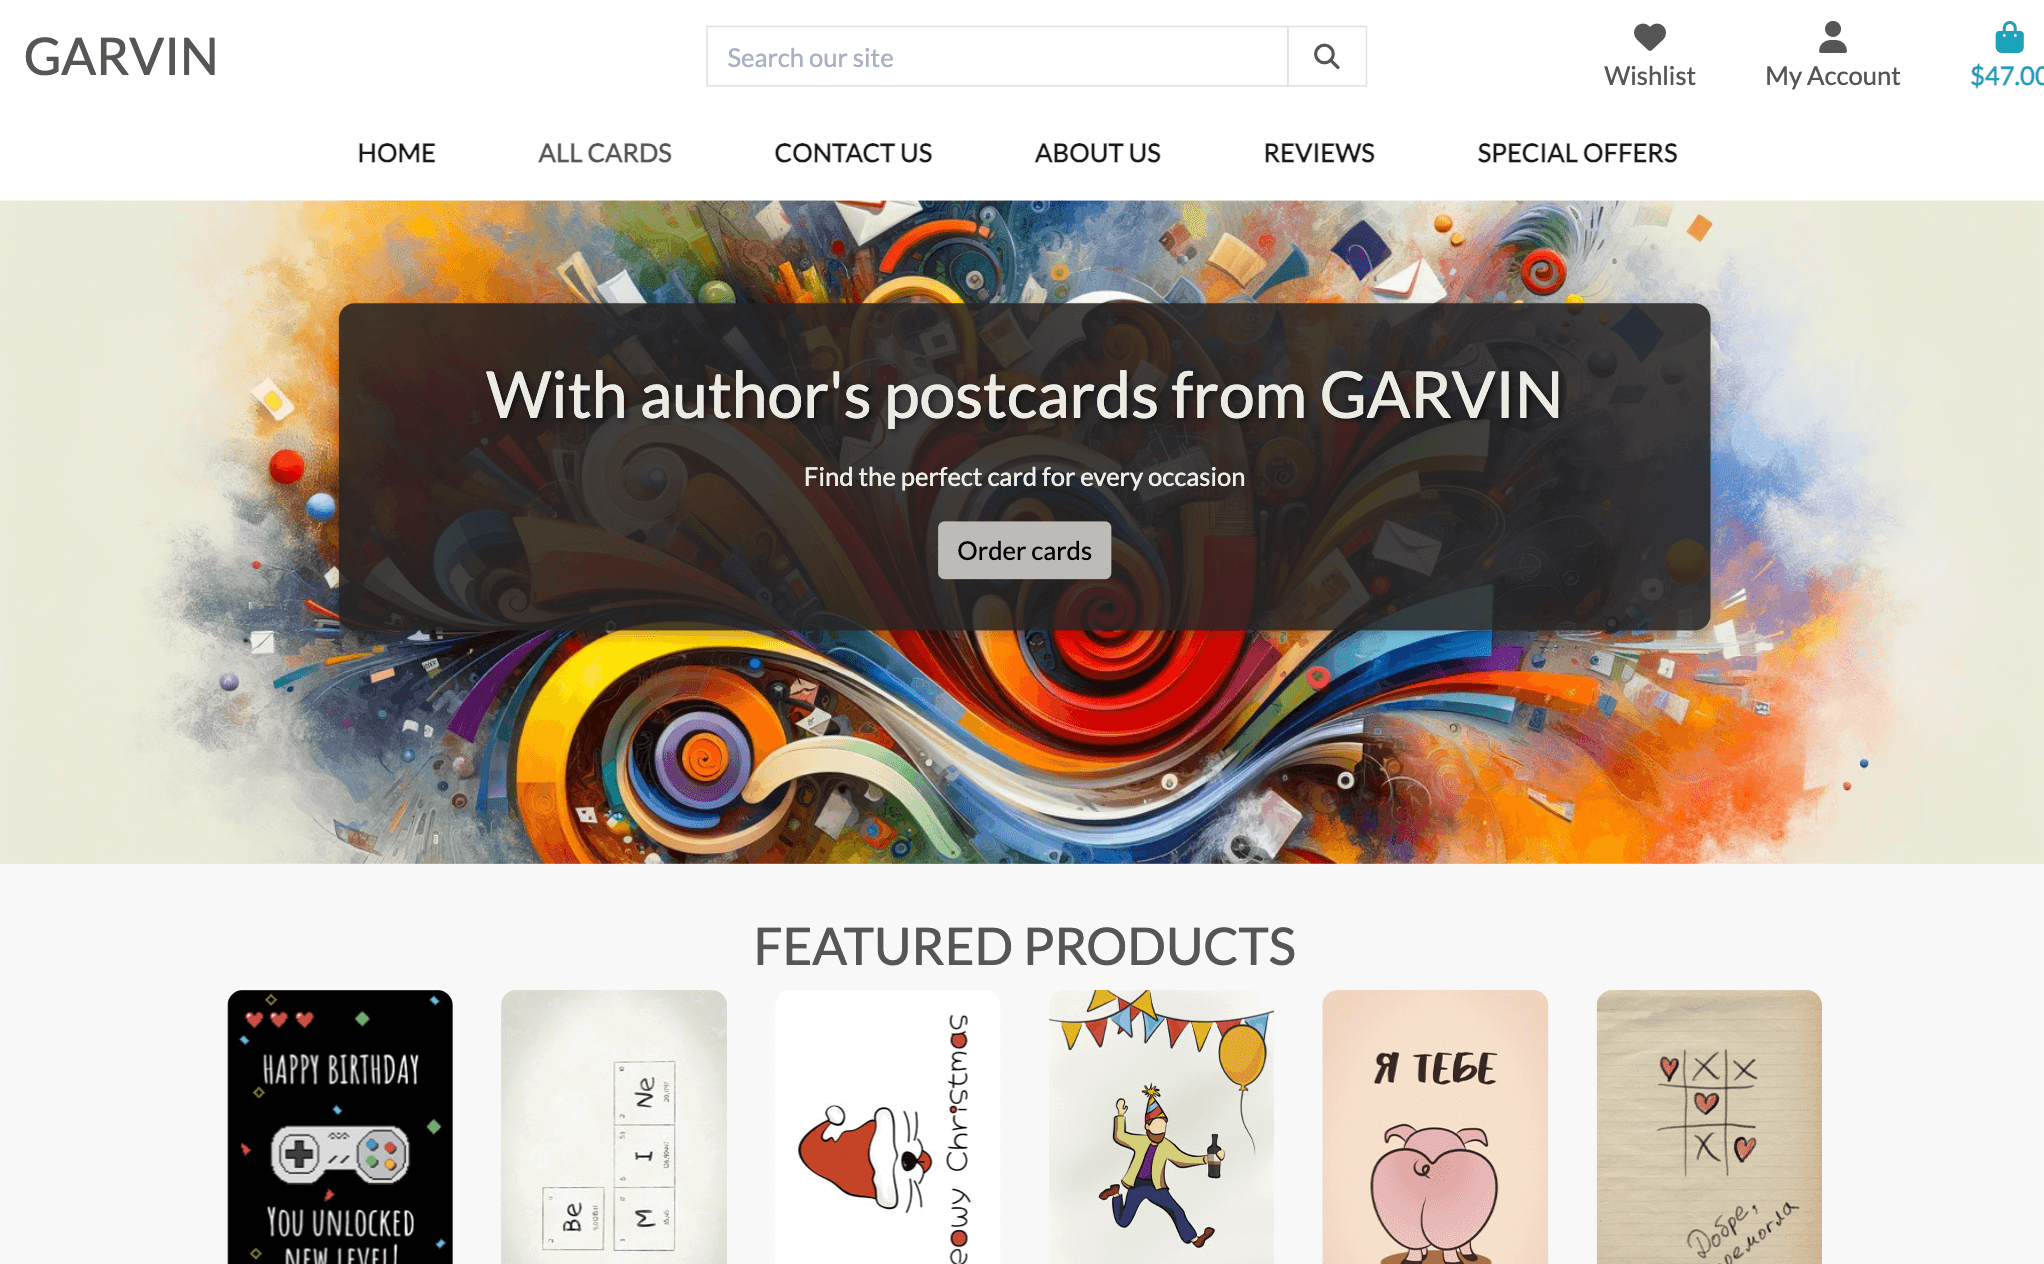 GARVIN
Search our site
Wishlist
My Account
$47.00
HOME
ALL CARDS
CONTACT US
ABOUT US
REVIEWS
SPECIAL OFFERS
With author's postcards from GARVIN
Find the perfect card for every occasion
Order cards
FEATURED PRODUCTS
HAPPY BIRTHDAY
YOU UNLOCKED
NEW LEVEL!
Be
M
I
Ne
eowy Christmas
Я ТЕБЕ
X X
X
Добре,